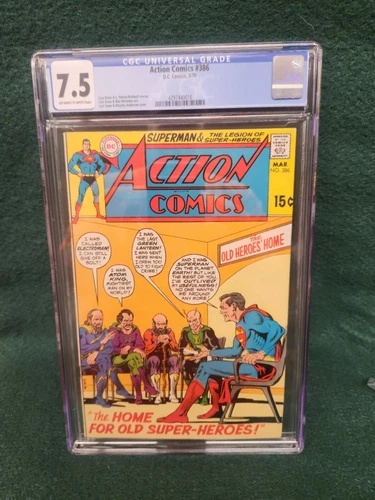 CGC UNIVERSAL GRADE
7.5
Action Comics #386
D.C. Comics, 3/70
SUPERMAN & THE LEGION OF
SUPER-HEROES
DC
ACTION
COMICS
MAR
NO. 386
15¢
THE
OLD HEROES' HOME
I WAS
CALLED
ELECTROMAN!
I CAN STILL
GIVE OFF A
BOLT!
I WAS
ATOM
KING,
MIGHTIEST
MAN ON MY
WORLD!
I WAS
THE LAST
GREEN
LANTERN! I
WAS SENT
HERE WHEN
I GREW TOO
OLD TO FIGHT
CRIME!
AND I WAS
SUPERMAN
ON THE PLANET
EARTH! BUT LIKE
THE REST OF
YOU, I'VE
OUTLIVED MY
USEFULNESS! NO
ONE WANTS
ME AROUND
ANY MORE!
"The HOME
FOR OLD SUPER-HEROES!"